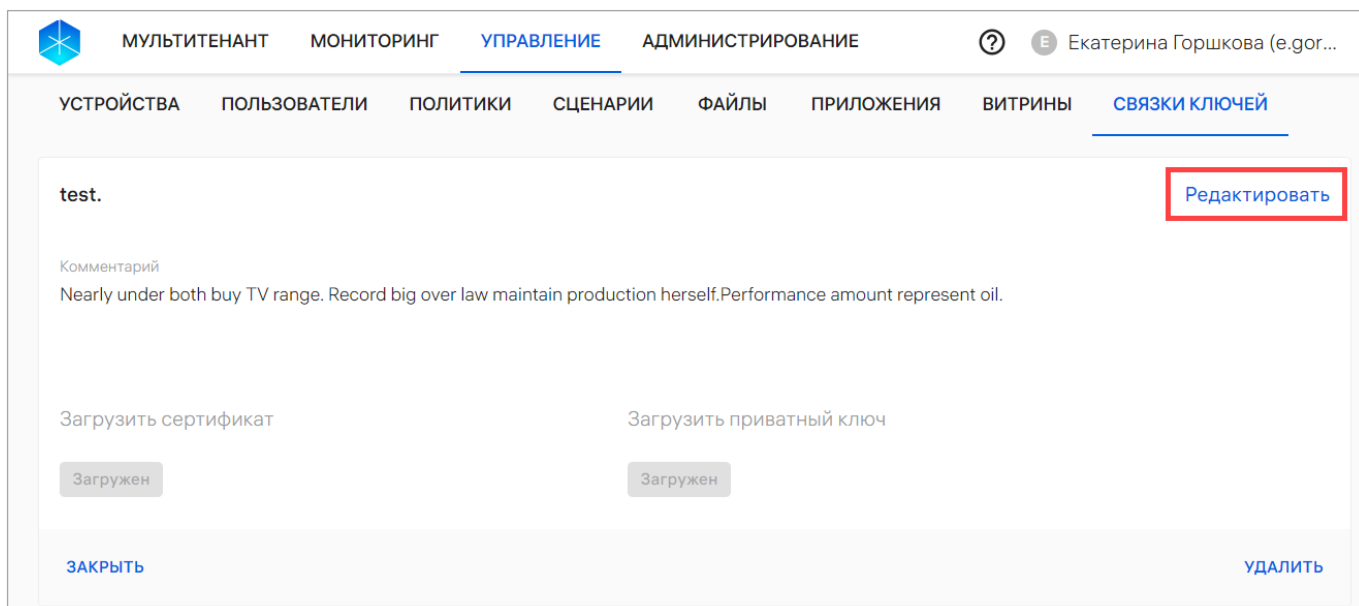 МУЛЬТИТЕНАНТ МОНИТОРИНГ УПРАВЛЕНИЕ АДМИНИСТРИРОВАНИЕ ? E Екатерина Горшкова (e.gor...
УСТРОЙСТВА ПОЛЬЗОВАТЕЛИ ПОЛИТИКИ СЦЕНАРИИ ФАЙЛЫ ПРИЛОЖЕНИЯ ВИТРИНЫ СВЯЗКИ КЛЮЧЕЙ
test. Редактировать
Комментарий
Nearly under both buy TV range. Record big over law maintain production herself.Performance amount represent oil.
Загрузить сертификат Загрузить приватный ключ
Загружен Загружен
ЗАКРЫТЬ УДАЛИТЬ